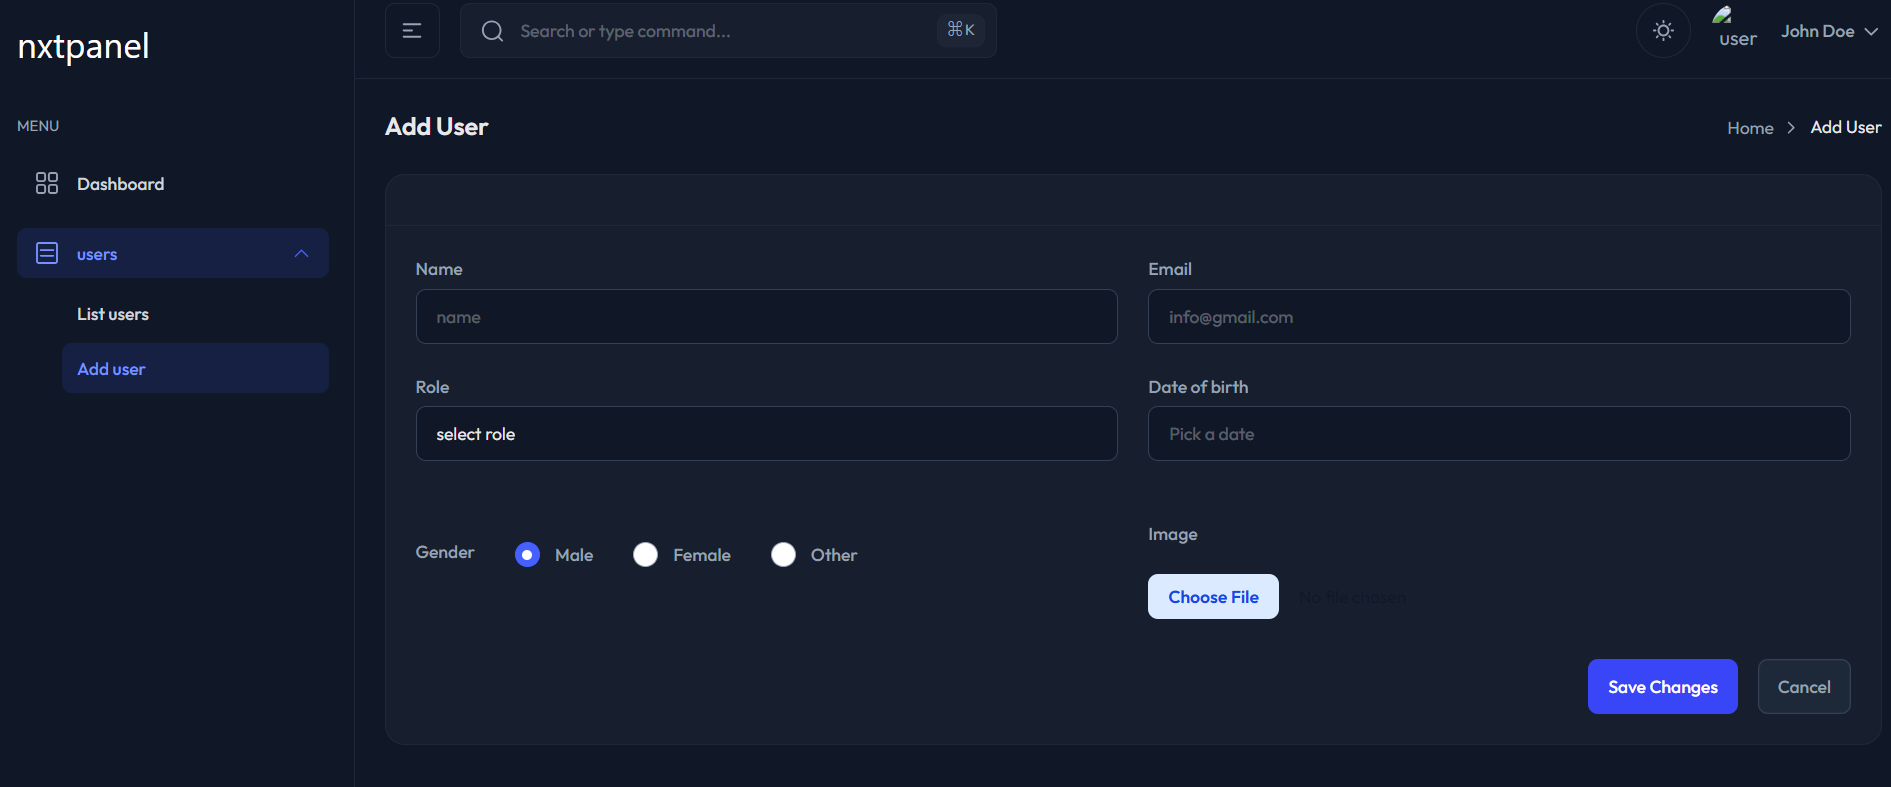 nxtpanel
Search or type command...
⌘K
user
John Doe
MENU
Dashboard
users
List users
Add user
Add User
Home > Add User
Name
name
Email
info@gmail.com
Role
select role
Date of birth
Pick a date
Gender
Male
Female
Other
Image
Choose File
No file chosen
Save Changes
Cancel